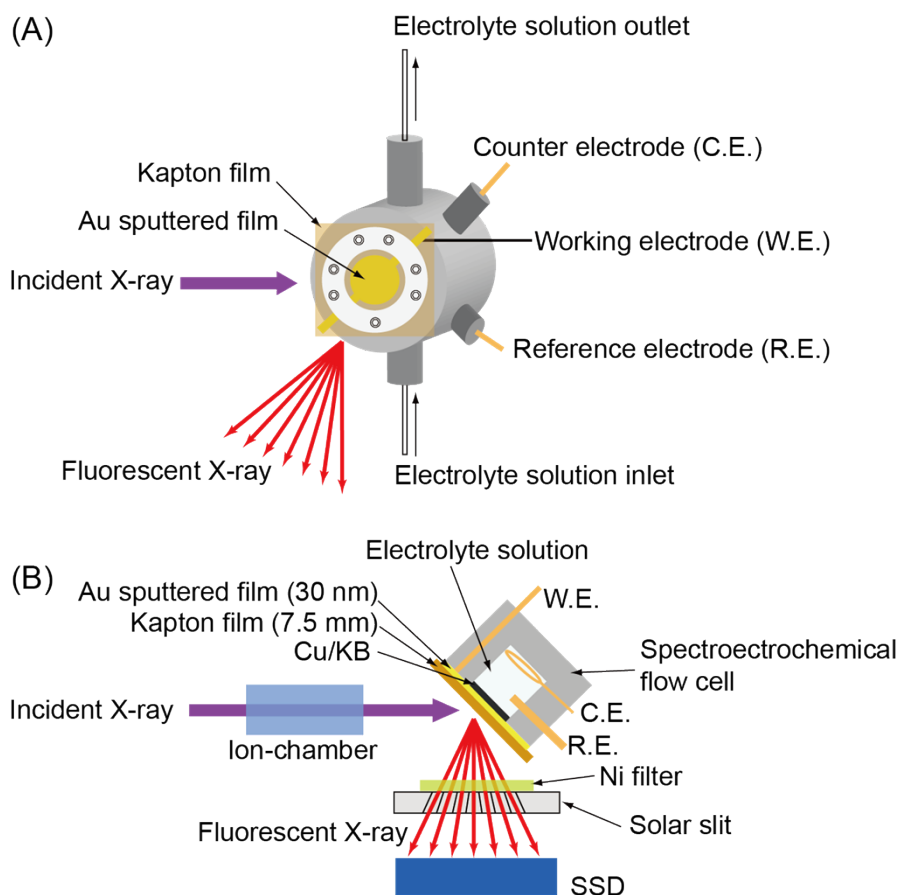 (A)
Electrolyte solution outlet
Counter electrode (C.E.)
Kapton film
Au sputtered film
Working electrode (W.E.)
Incident X-ray
Reference electrode (R.E.)
Fluorescent X-ray
Electrolyte solution inlet
(B)
Electrolyte solution
Au sputtered film (30 nm)
W.E.
Kapton film (7.5 mm)
Cu/KB
Spectroectrochemical
flow cell
Incident X-ray
Ion-chamber
C.E.
R.E.
Ni filter
Solar slit
Fluorescent X-ray
SSD